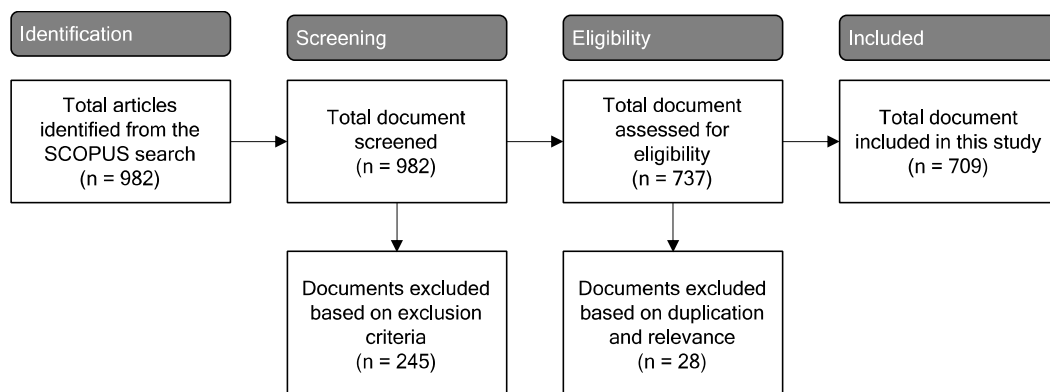 Identification
Screening
Eligibility
Included
Total articles
identified from the
SCOPUS search
(n = 982)
Total document
screened
(n = 982)
Total document
assessed for
eligibility
(n = 737)
Total document
included in this study
(n = 709)
Documents excluded
based on exclusion
criteria
(n = 245)
Documents excluded
based on duplication
and relevance
(n = 28)